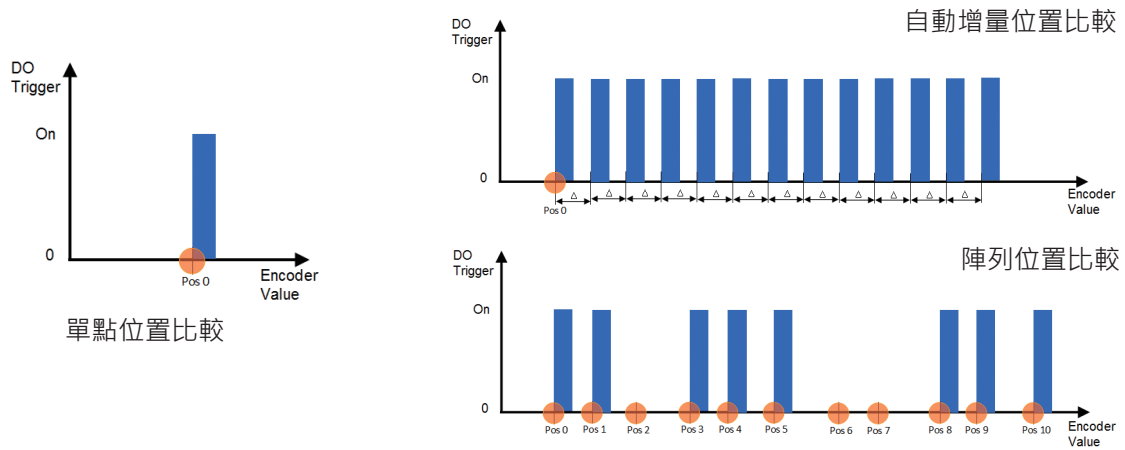 DO
Trigger
On
0
Pos 0
Encoder
Value
單點位置比較
自動增量位置比較
DO
Trigger
On
0
△ △ △ △ △ △ △ △ △ △ △ △
Pos 0
Encoder
Value
陣列位置比較
DO
Trigger
On
0
Pos 0 Pos 1 Pos 2 Pos 3 Pos 4 Pos 5 Pos 6 Pos 7 Pos 8 Pos 9 Pos 10
Encoder
Value